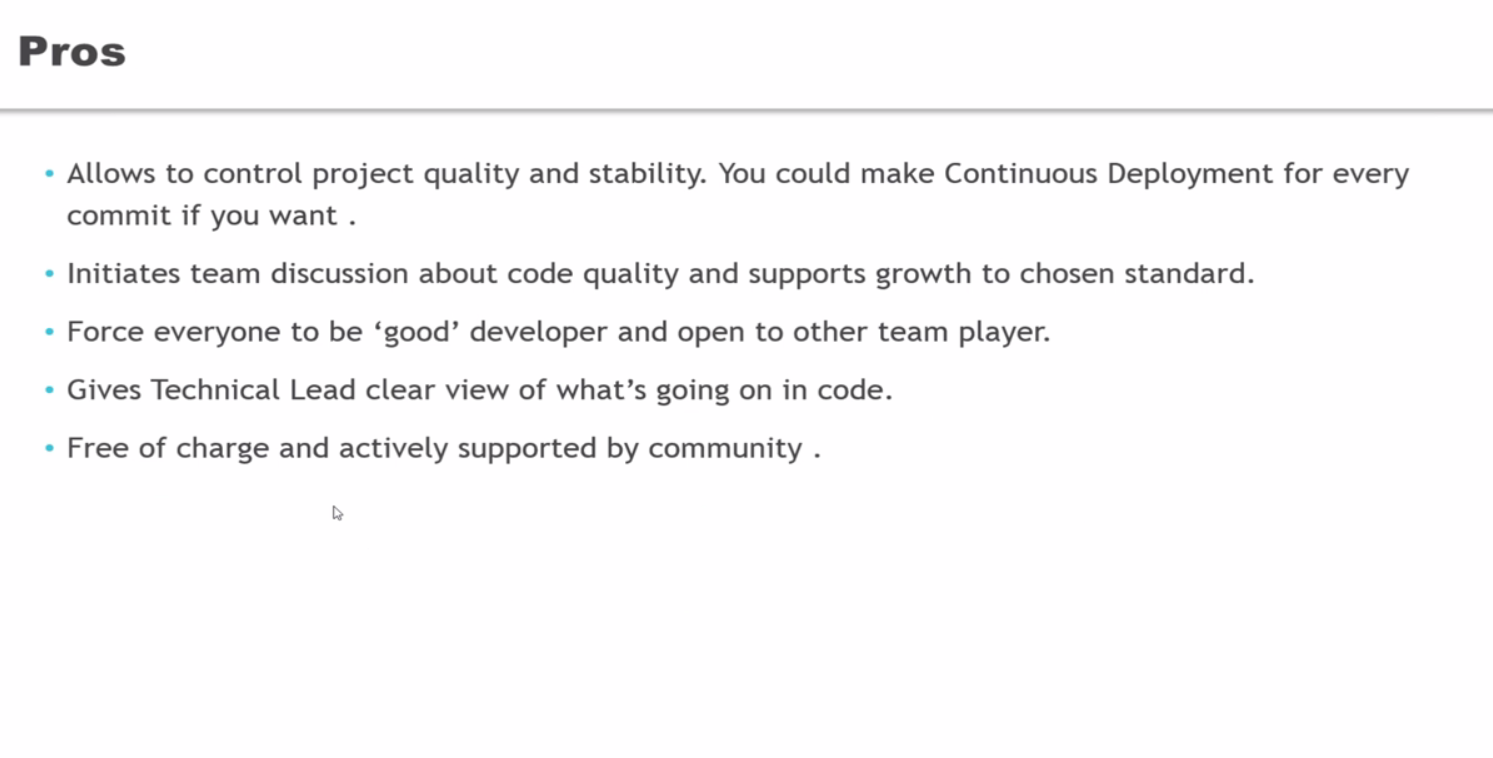 Pros
• Allows to control project quality and stability. You could make Continuous Deployment for every
commit if you want .
• Initiates team discussion about code quality and supports growth to chosen standard.
• Force everyone to be ‘good’ developer and open to other team player.
• Gives Technical Lead clear view of what’s going on in code.
• Free of charge and actively supported by community .